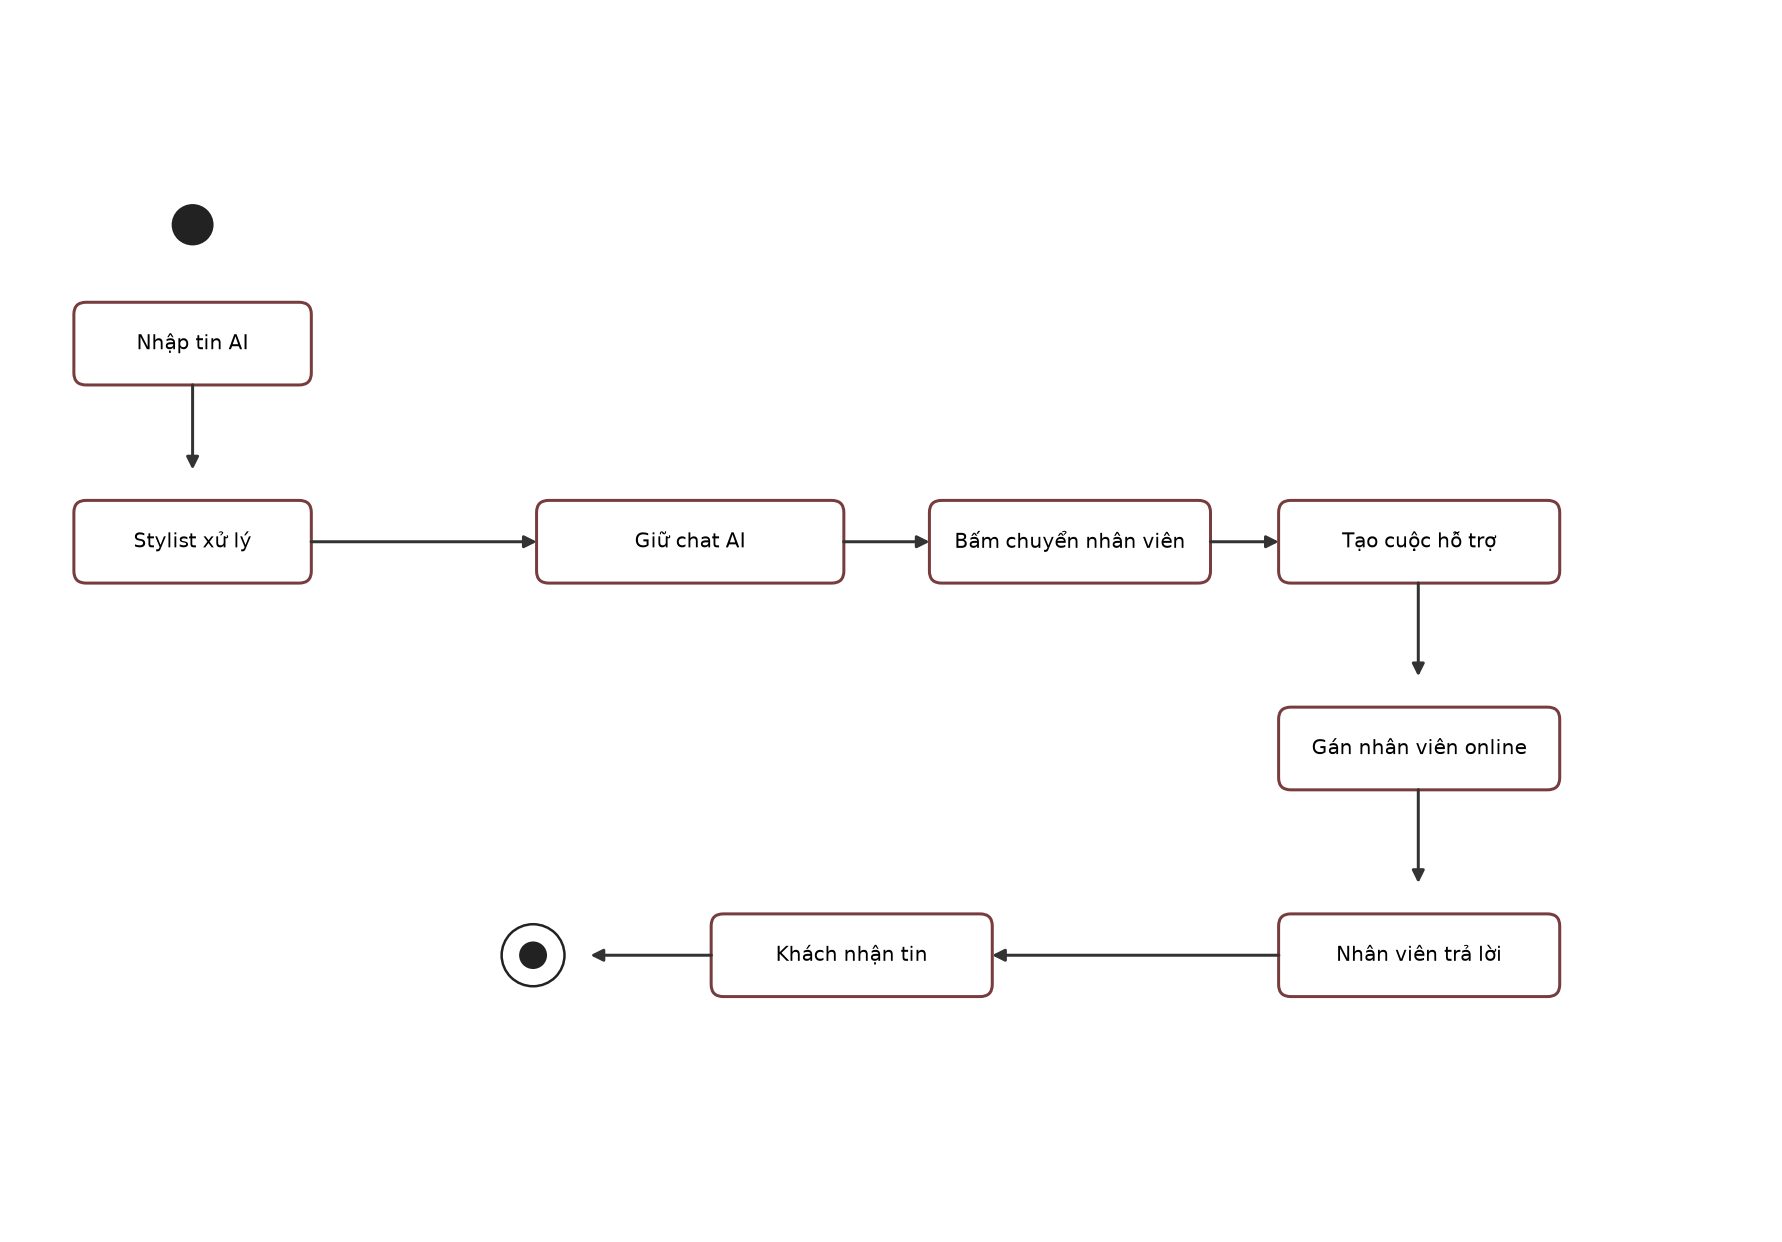 Nhập tin AI
Stylist xử lý
Giữ chat AI
Bấm chuyển nhân viên
Tạo cuộc hỗ trợ
Gán nhân viên online
Nhân viên trả lời
Khách nhận tin